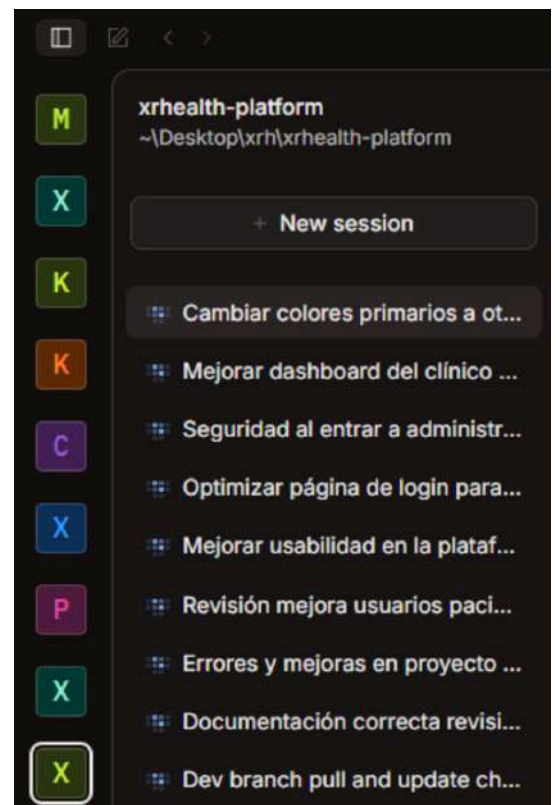 M
X
K
K
C
X
P
X
X
xrhealth-platform
~\Desktop\xrh\xrhealth-platform
+ New session
Cambiar colores primarios a ot...
Mejorar dashboard del clínico ...
Seguridad al entrar a administr...
Optimizar página de login para...
Mejorar usabilidad en la plataf...
Revisión mejora usuarios paci...
Errores y mejoras en proyecto ...
Documentación correcta revisi...
Dev branch pull and update ch...